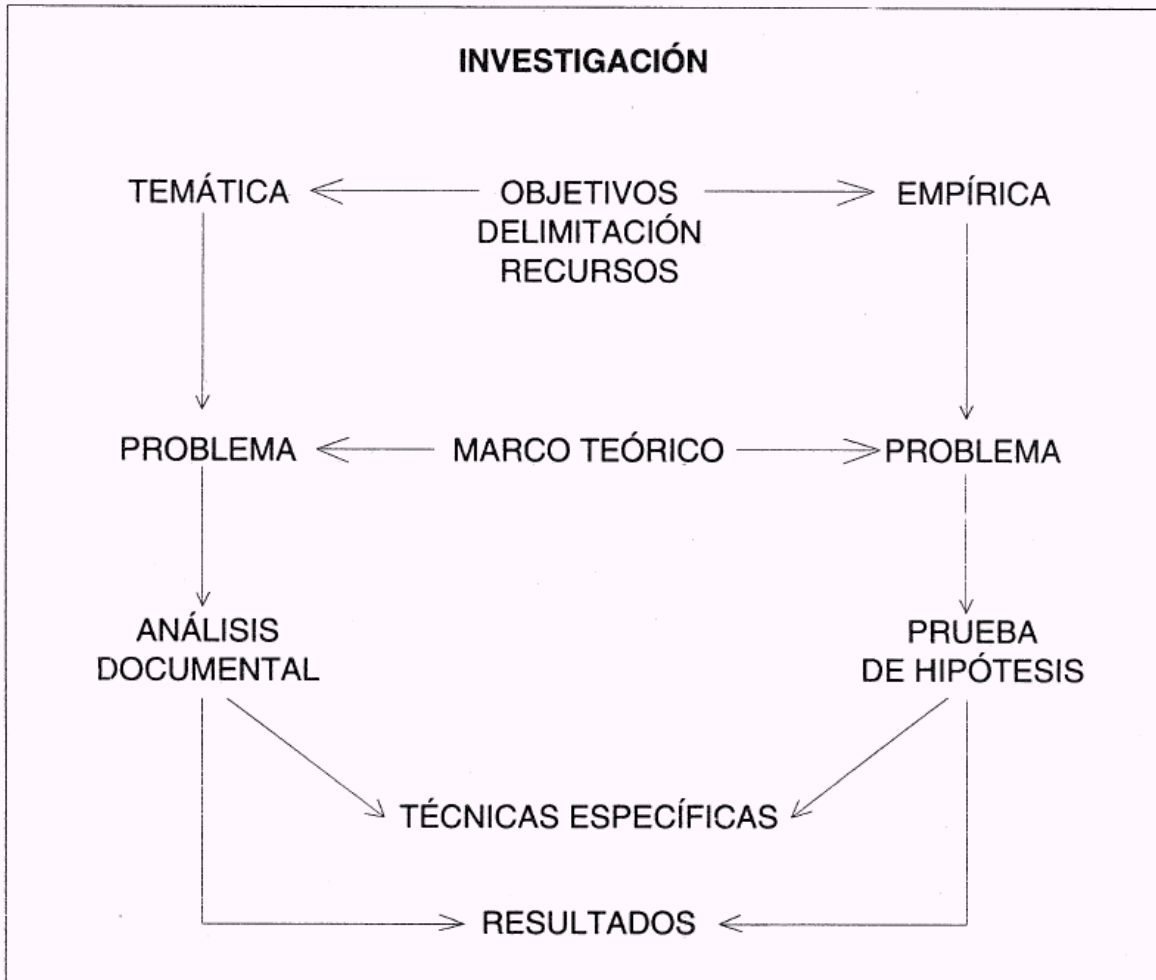 INVESTIGACIÓN
TEMÁTICA OBJETIVOS EMPÍRICA
DELIMITACIÓN
RECURSOS
PROBLEMA MARCO TEÓRICO PROBLEMA
ANÁLISIS PRUEBA
DOCUMENTAL DE HIPÓTESIS
TÉCNICAS ESPECÍFICAS
RESULTADOS